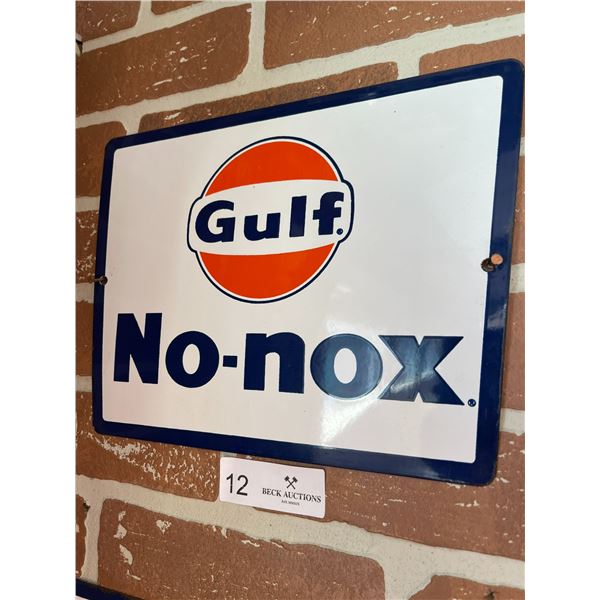 Gulf.
No-nox®
12
BECK AUCTIONS